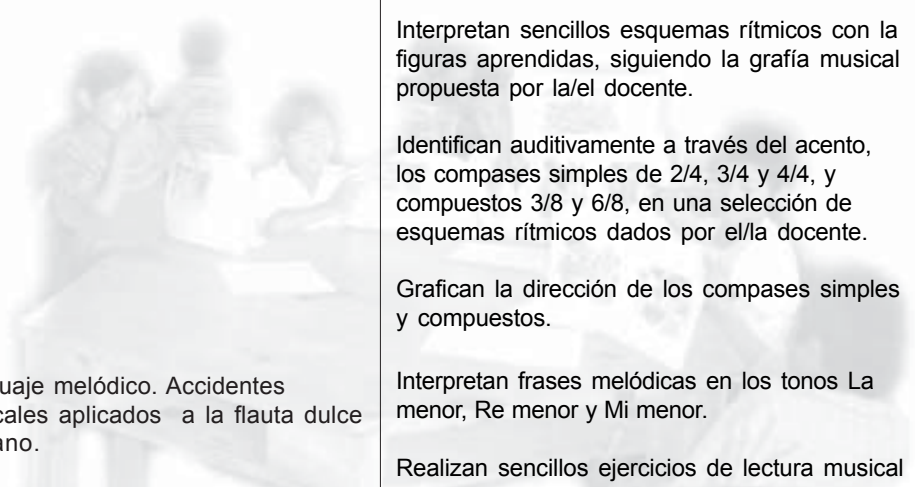 Interpretan sencillos esquemas rítmicos con la
figuras aprendidas, siguiendo la grafía musical
propuesta por la/el docente.
Identifican auditivamente a través del acento,
los compases simples de 2/4, 3/4 y 4/4, y
compuestos 3/8 y 6/8, en una selección de
esquemas rítmicos dados por el/la docente.
Grafican la dirección de los compases simples
y compuestos.
uaje melódico. Accidentes
cales aplicados a la flauta dulce
ano.
Interpretan frases melódicas en los tonos La
menor, Re menor y Mi menor.
Realizan sencillos ejercicios de lectura musical